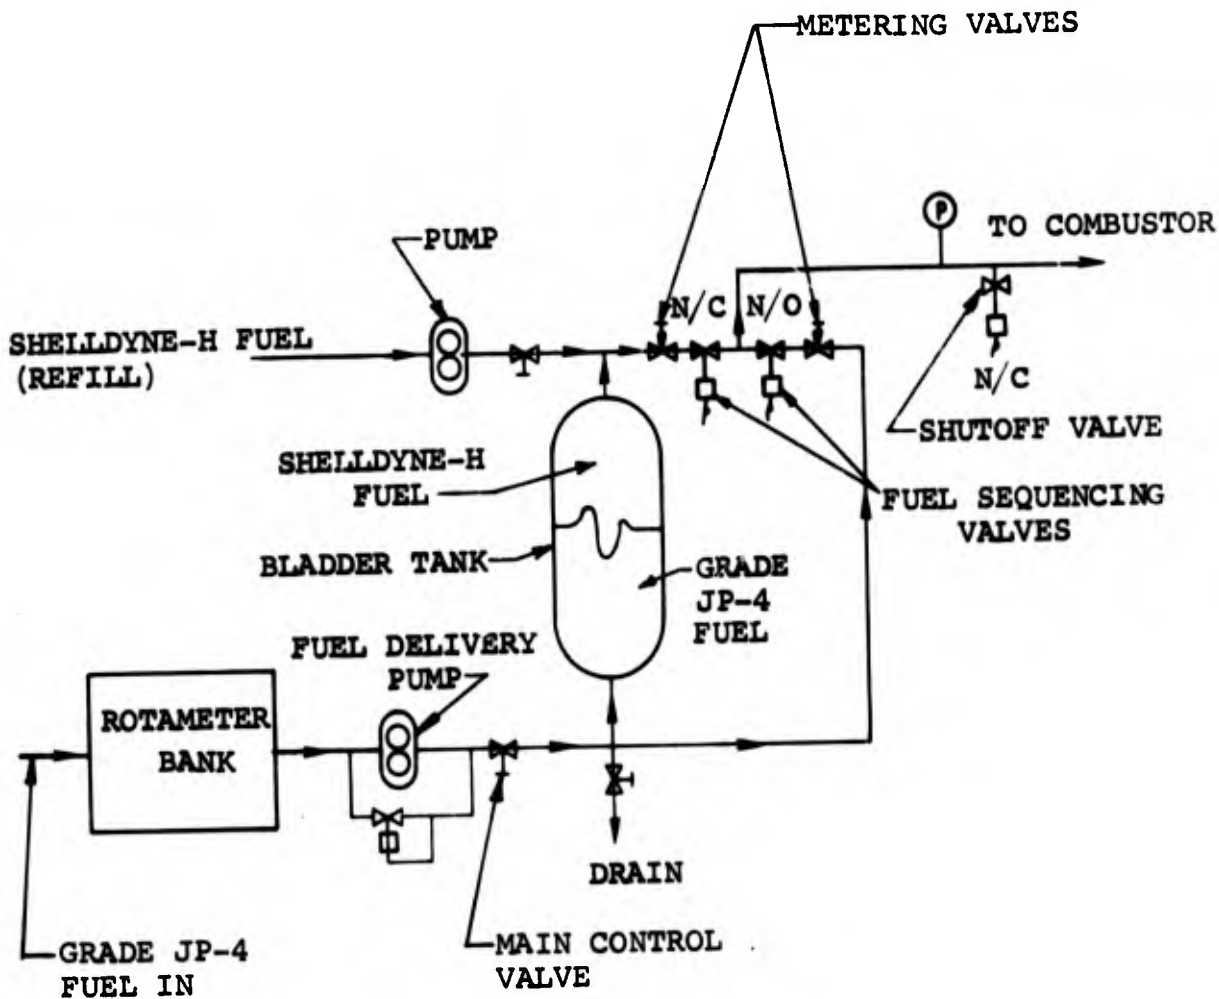 METERING VALVES
P
TO COMBUSTOR
PUMP
N/C N/O
SHELLDYNE-H FUEL
(REFILL)
N/C
SHUTOFF VALVE
SHELLDYNE-H
FUEL
FUEL SEQUENCING
VALVES
BLADDER TANK
GRADE
JP-4
FUEL
FUEL DELIVERY
PUMP
ROTAMETER
BANK
DRAIN
GRADE JP-4
FUEL IN
MAIN CONTROL
VALVE